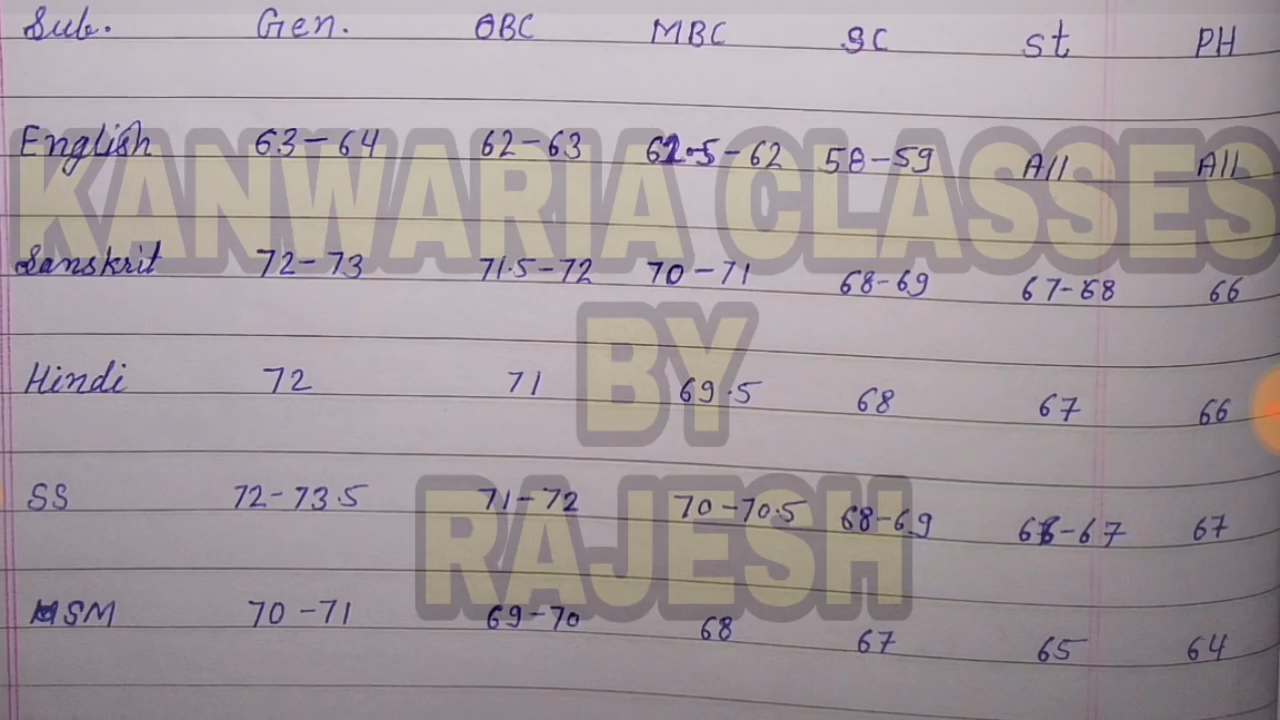 Sub. Gen. OBC MBC SC st PH
English 63-64 62-63 61.5-62 58-59 All All
Sanskrit 72-73 71.5-72 70-71 68-69 67-68 66
Hindi 72 71 69.5 68 67 66
SS 72-73.5 71-72 70-70.5 68-69 66-67 67
SM 70-71 69-70 68 67 65 64
KANWARIA CLASSES
BY
RAJESH